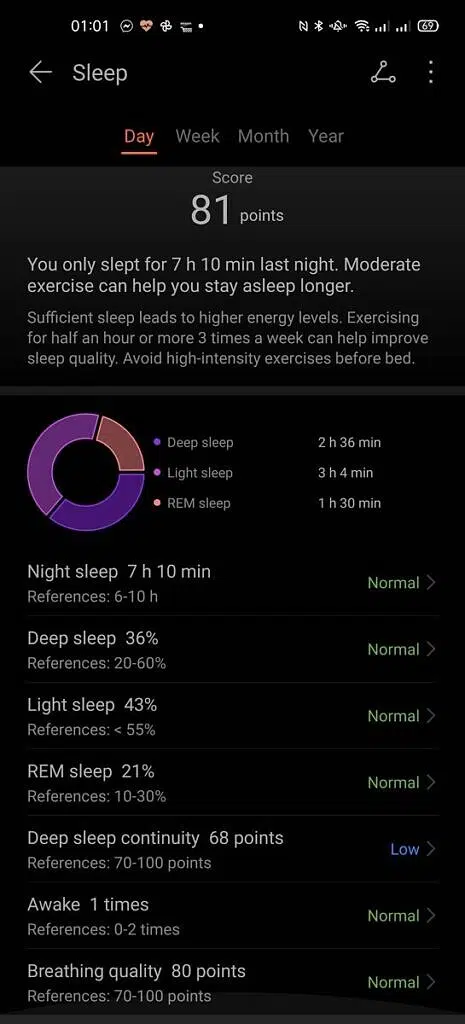 01:01
69
Sleep
Day Week Month Year
Score
81 points
You only slept for 7 h 10 min last night. Moderate
exercise can help you stay asleep longer.
Sufficient sleep leads to higher energy levels. Exercising
for half an hour or more 3 times a week can help improve
sleep quality. Avoid high-intensity exercises before bed.
Deep sleep 2 h 36 min
Light sleep 3 h 4 min
REM sleep 1 h 30 min
Night sleep 7 h 10 min
Normal
References: 6-10 h
Deep sleep 36%
Normal
References: 20-60%
Light sleep 43%
Normal
References: < 55%
REM sleep 21%
Normal
References: 10-30%
Deep sleep continuity 68 points
Low
References: 70-100 points
Awake 1 times
Normal
References: 0-2 times
Breathing quality 80 points
Normal
References: 70-100 points